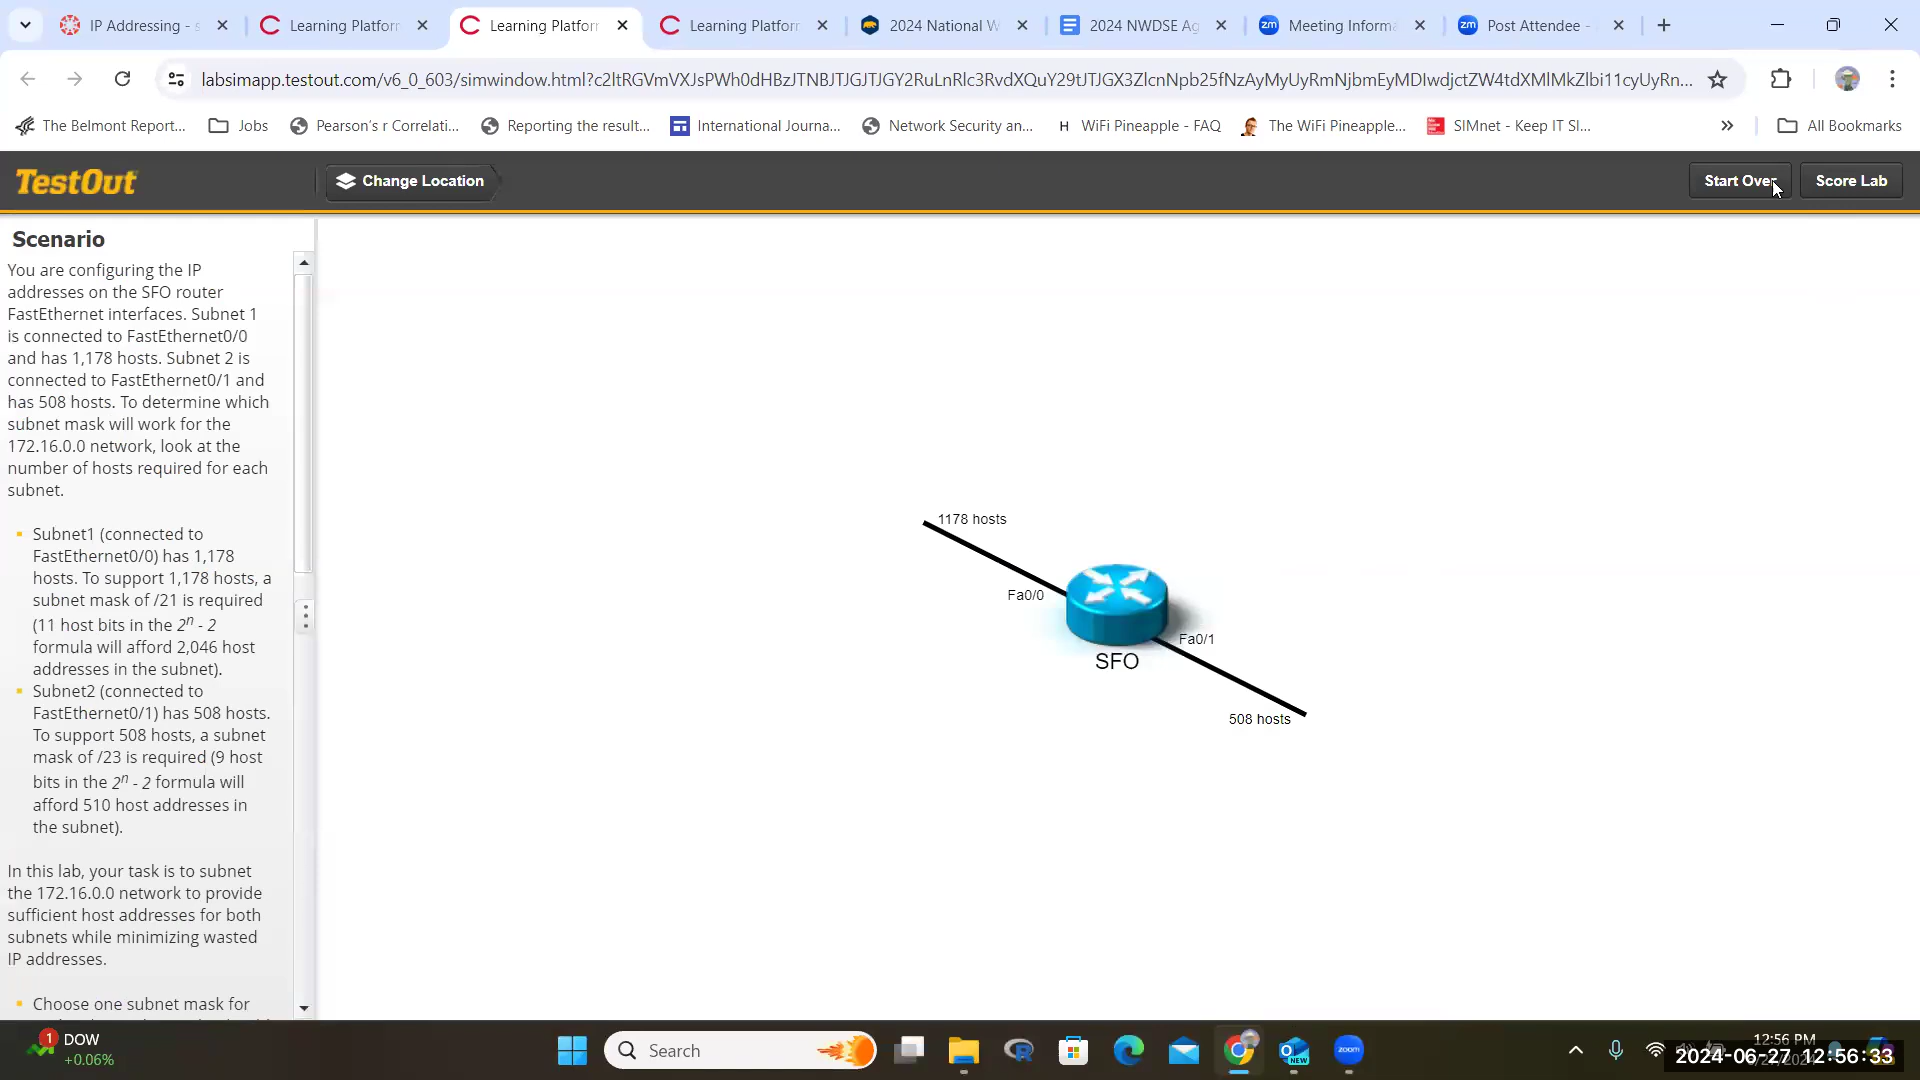 IP Addressing - s
Learning Platfor
Learning Platfor
Learning Platfor
2024 National W
2024 NWDSE Ag
Meeting Informa
Post Attendee -
labsimapp.testout.com/v6_0_603/simwindow.html?c2ltRGVmVXJsPWh0dHBzJTNBJTJGJTJGY2RuLnRlc3RvdXQuY29tJTJGX3ZlcnNpb25fNzAyMyUyRmNjbmEyMDIwdjctZW4tdXMlMkZlbi11cyUyRn...
The Belmont Report...
Jobs
Pearson's r Correlati...
Reporting the result...
International Journa...
Network Security an...
H WiFi Pineapple - FAQ
The WiFi Pineapple...
SIMnet - Keep IT SI...
All Bookmarks
TestOut
Change Location
Start Over
Score Lab
Scenario
You are configuring the IP
addresses on the SFO router
FastEthernet interfaces. Subnet 1
is connected to FastEthernet0/0
and has 1,178 hosts. Subnet 2 is
connected to FastEthernet0/1 and
has 508 hosts. To determine which
subnet mask will work for the
172.16.0.0 network, look at the
number of hosts required for each
subnet.
Subnet1 (connected to
FastEthernet0/0) has 1,178
hosts. To support 1,178 hosts, a
subnet mask of /21 is required
(11 host bits in the 2ⁿ - 2
formula will afford 2,046 host
addresses in the subnet).
Subnet2 (connected to
FastEthernet0/1) has 508 hosts.
To support 508 hosts, a subnet
mask of /23 is required (9 host
bits in the 2ⁿ - 2 formula will
afford 510 host addresses in
the subnet).
In this lab, your task is to subnet
the 172.16.0.0 network to provide
sufficient host addresses for both
subnets while minimizing wasted
IP addresses.
Choose one subnet mask for
1178 hosts
Fa0/0
Fa0/1
SFO
508 hosts
1
DOW
+0.06%
Search
R
NEW
zoom
12:56 PM
2024-06-27 12:56:33